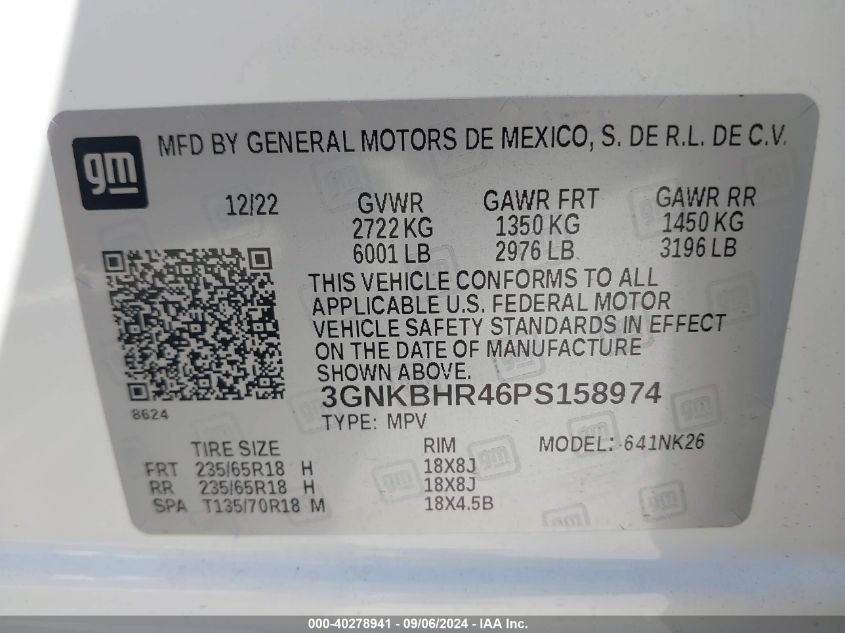 gm
MFD BY GENERAL MOTORS DE MEXICO, S. DE R.L. DE C.V.
12/22 GVWR GAWR FRT GAWR RR
2722 KG 1350 KG 1450 KG
6001 LB 2976 LB 3196 LB
THIS VEHICLE CONFORMS TO ALL
APPLICABLE U.S. FEDERAL MOTOR
VEHICLE SAFETY STANDARDS IN EFFECT
ON THE DATE OF MANUFACTURE
SHOWN ABOVE.
3GNKBHR46PS158974
8624
TYPE: MPV
TIRE SIZE RIM MODEL: 641NK26
FRT 235/65R18 H 18X8J
RR 235/65R18 H 18X8J
SPA T135/70R18 M 18X4.5B
000-40278941 - 09/06/2024 - IAA Inc.